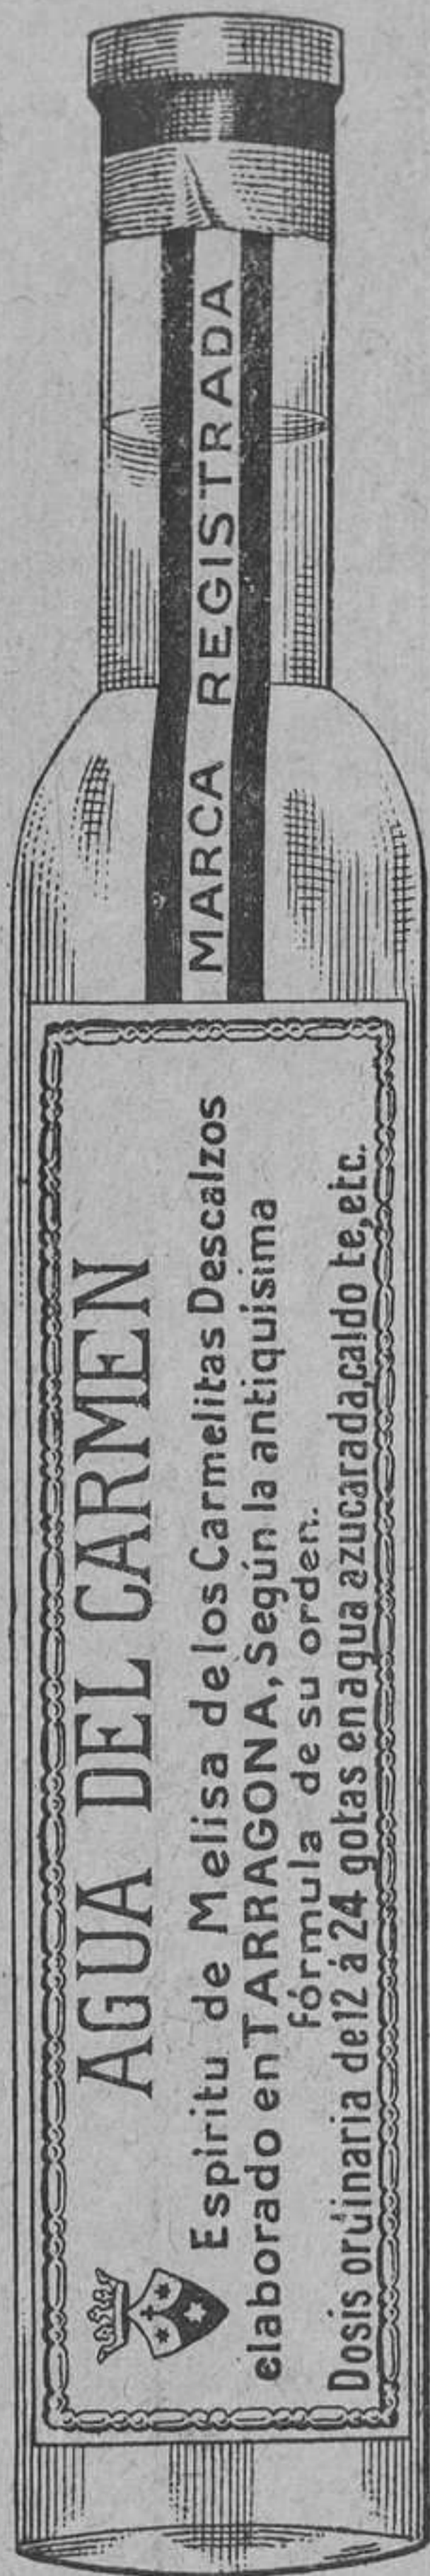 MARCA REGISTRADA
AGUA DEL CARMEN
Espiritu de Melisa de los Carmelitas Descalzos
elaborado en TARRAGONA, Según la antiquisima
fórmula de su orden.
Dosis ordinaria de 12 á 24 gotas en agua azucarada, caldo te, etc.